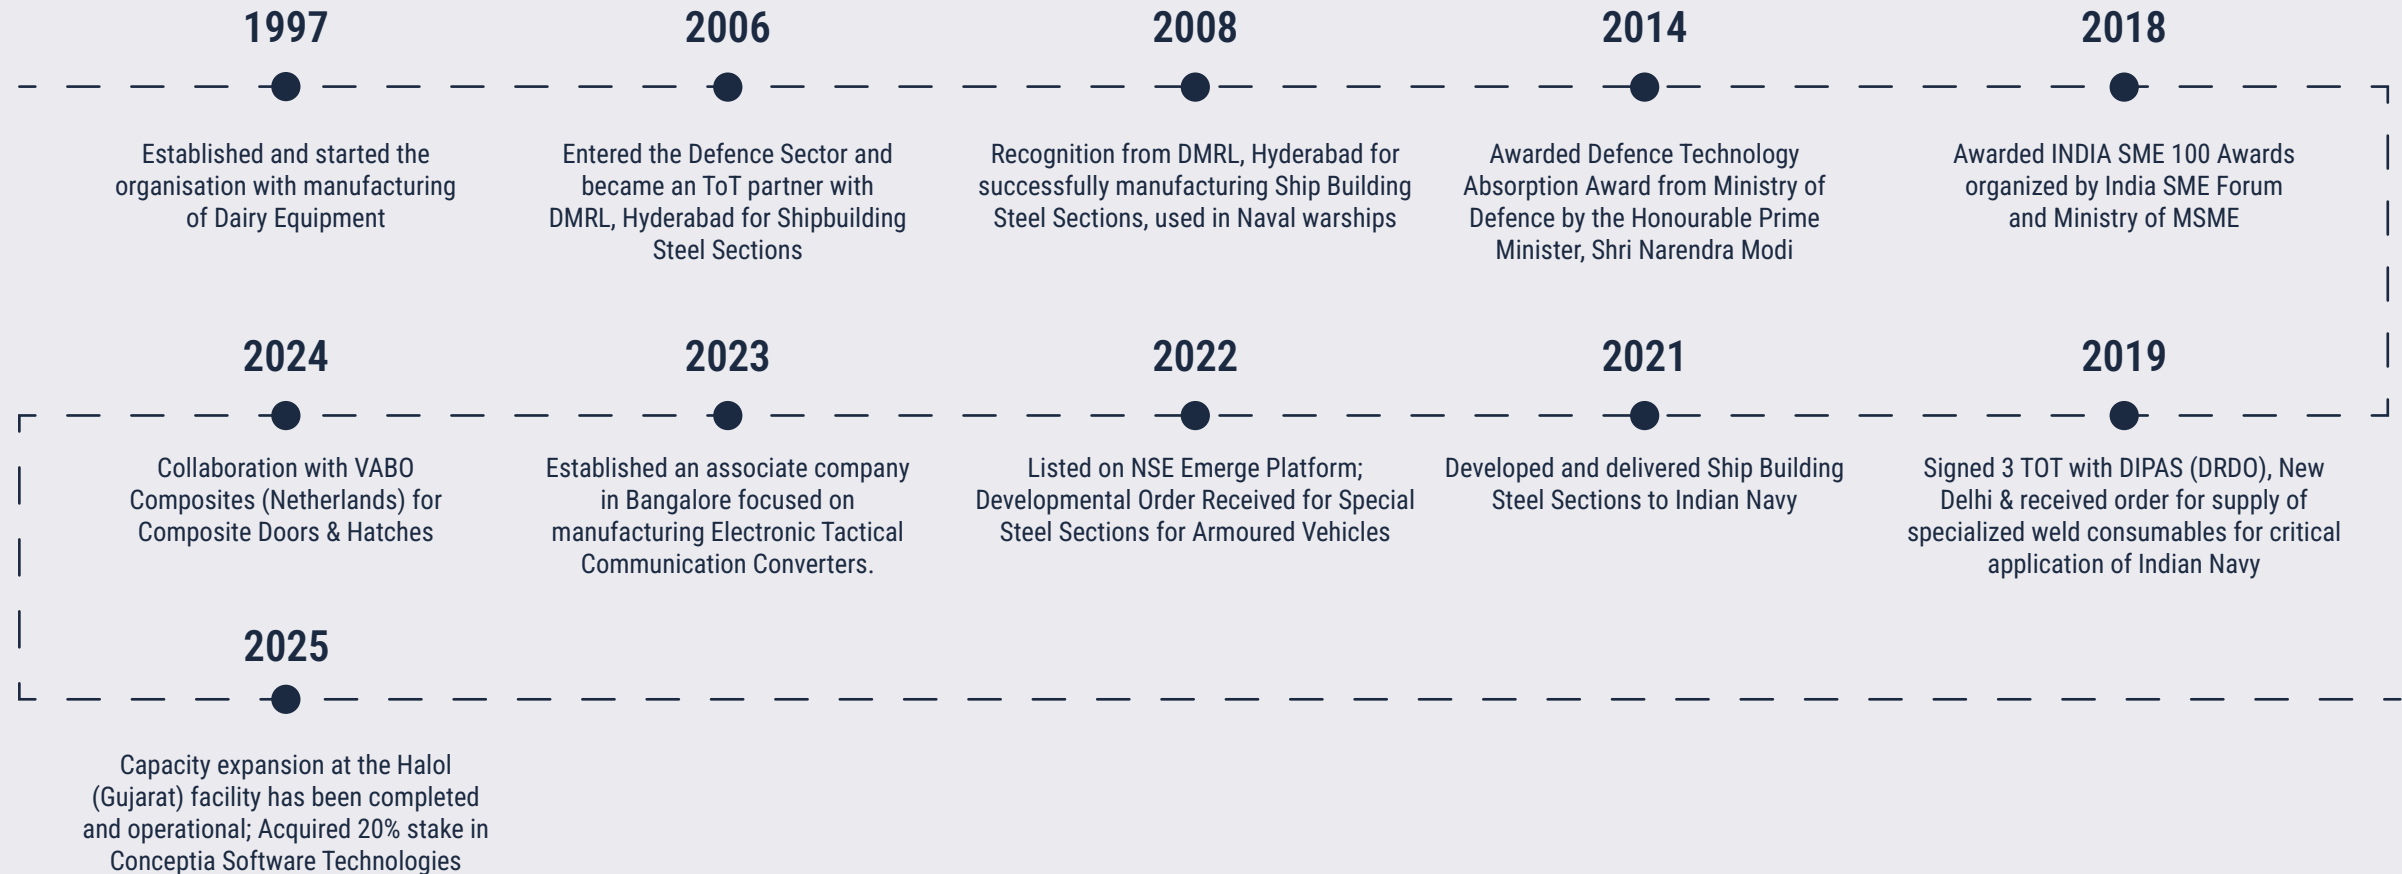 1997
Established and started the
organisation with manufacturing
of Dairy Equipment
2006
Entered the Defence Sector and
became an ToT partner with
DMRL, Hyderabad for Shipbuilding
Steel Sections
2008
Recognition from DMRL, Hyderabad for
successfully manufacturing Ship Building
Steel Sections, used in Naval warships
2014
Awarded Defence Technology
Absorption Award from Ministry of
Defence by the Honourable Prime
Minister, Shri Narendra Modi
2018
Awarded INDIA SME 100 Awards
organized by India SME Forum
and Ministry of MSME
2019
Signed 3 TOT with DIPAS (DRDO), New
Delhi & received order for supply of
specialized weld consumables for critical
application of Indian Navy
2021
Developed and delivered Ship Building
Steel Sections to Indian Navy
2022
Listed on NSE Emerge Platform;
Developmental Order Received for Special
Steel Sections for Armoured Vehicles
2023
Established an associate company
in Bangalore focused on
manufacturing Electronic Tactical
Communication Converters.
2024
Collaboration with VABO
Composites (Netherlands) for
Composite Doors & Hatches
2025
Capacity expansion at the Halol
(Gujarat) facility has been completed
and operational; Acquired 20% stake in
Conceptia Software Technologies